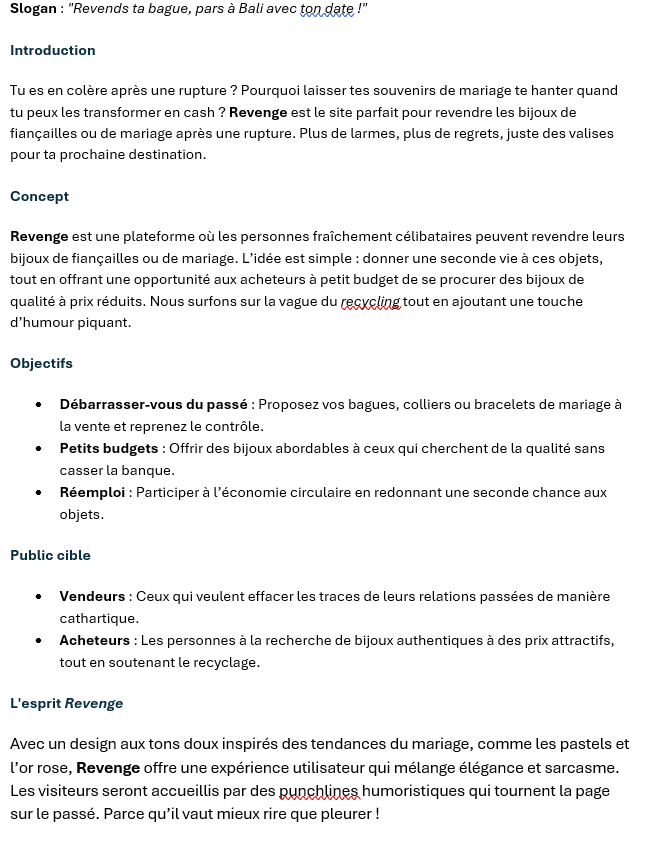 Slogan : "Revends ta bague, pars à Bali avec ton date !"
Introduction
Tu es en colère après une rupture ? Pourquoi laisser tes souvenirs de mariage te hanter quand
tu peux les transformer en cash ? Revenge est le site parfait pour revendre les bijoux de
fiançailles ou de mariage après une rupture. Plus de larmes, plus de regrets, juste des valises
pour ta prochaine destination.
Concept
Revenge est une plateforme où les personnes fraîchement célibataires peuvent revendre leurs
bijoux de fiançailles ou de mariage. L’idée est simple : donner une seconde vie à ces objets,
tout en offrant une opportunité aux acheteurs à petit budget de se procurer des bijoux de
qualité à prix réduits. Nous surfons sur la vague du recycling tout en ajoutant une touche
d’humour piquant.
Objectifs
• Débarrasser-vous du passé : Proposez vos bagues, colliers ou bracelets de mariage à
la vente et reprenez le contrôle.
• Petits budgets : Offrir des bijoux abordables à ceux qui cherchent de la qualité sans
casser la banque.
• Réemploi : Participer à l’économie circulaire en redonnant une seconde chance aux
objets.
Public cible
• Vendeurs : Ceux qui veulent effacer les traces de leurs relations passées de manière
cathartique.
• Acheteurs : Les personnes à la recherche de bijoux authentiques à des prix attractifs,
tout en soutenant le recyclage.
L'esprit Revenge
Avec un design aux tons doux inspirés des tendances du mariage, comme les pastels et
l’or rose, Revenge offre une expérience utilisateur qui mélange élégance et sarcasme.
Les visiteurs seront accueillis par des punchlines humoristiques qui tournent la page
sur le passé. Parce qu’il vaut mieux rire que pleurer !